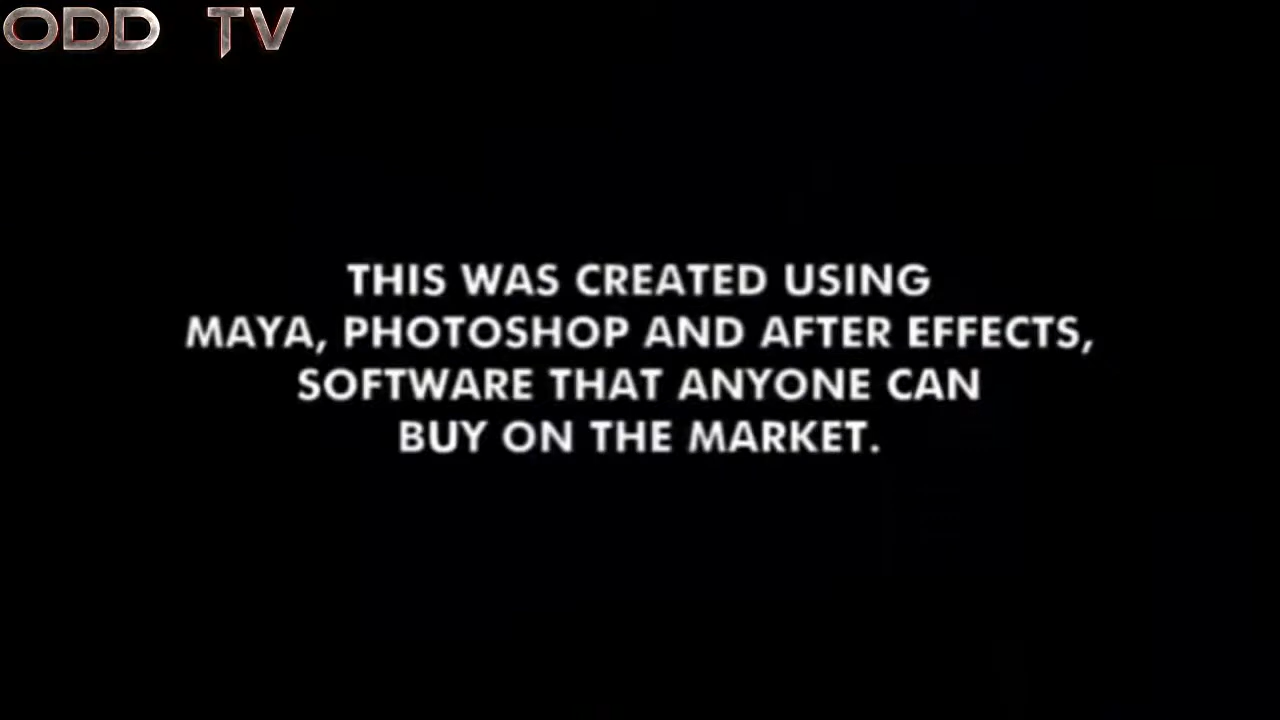 ODD TV
THIS WAS CREATED USING
MAYA, PHOTOSHOP AND AFTER EFFECTS,
SOFTWARE THAT ANYONE CAN
BUY ON THE MARKET.